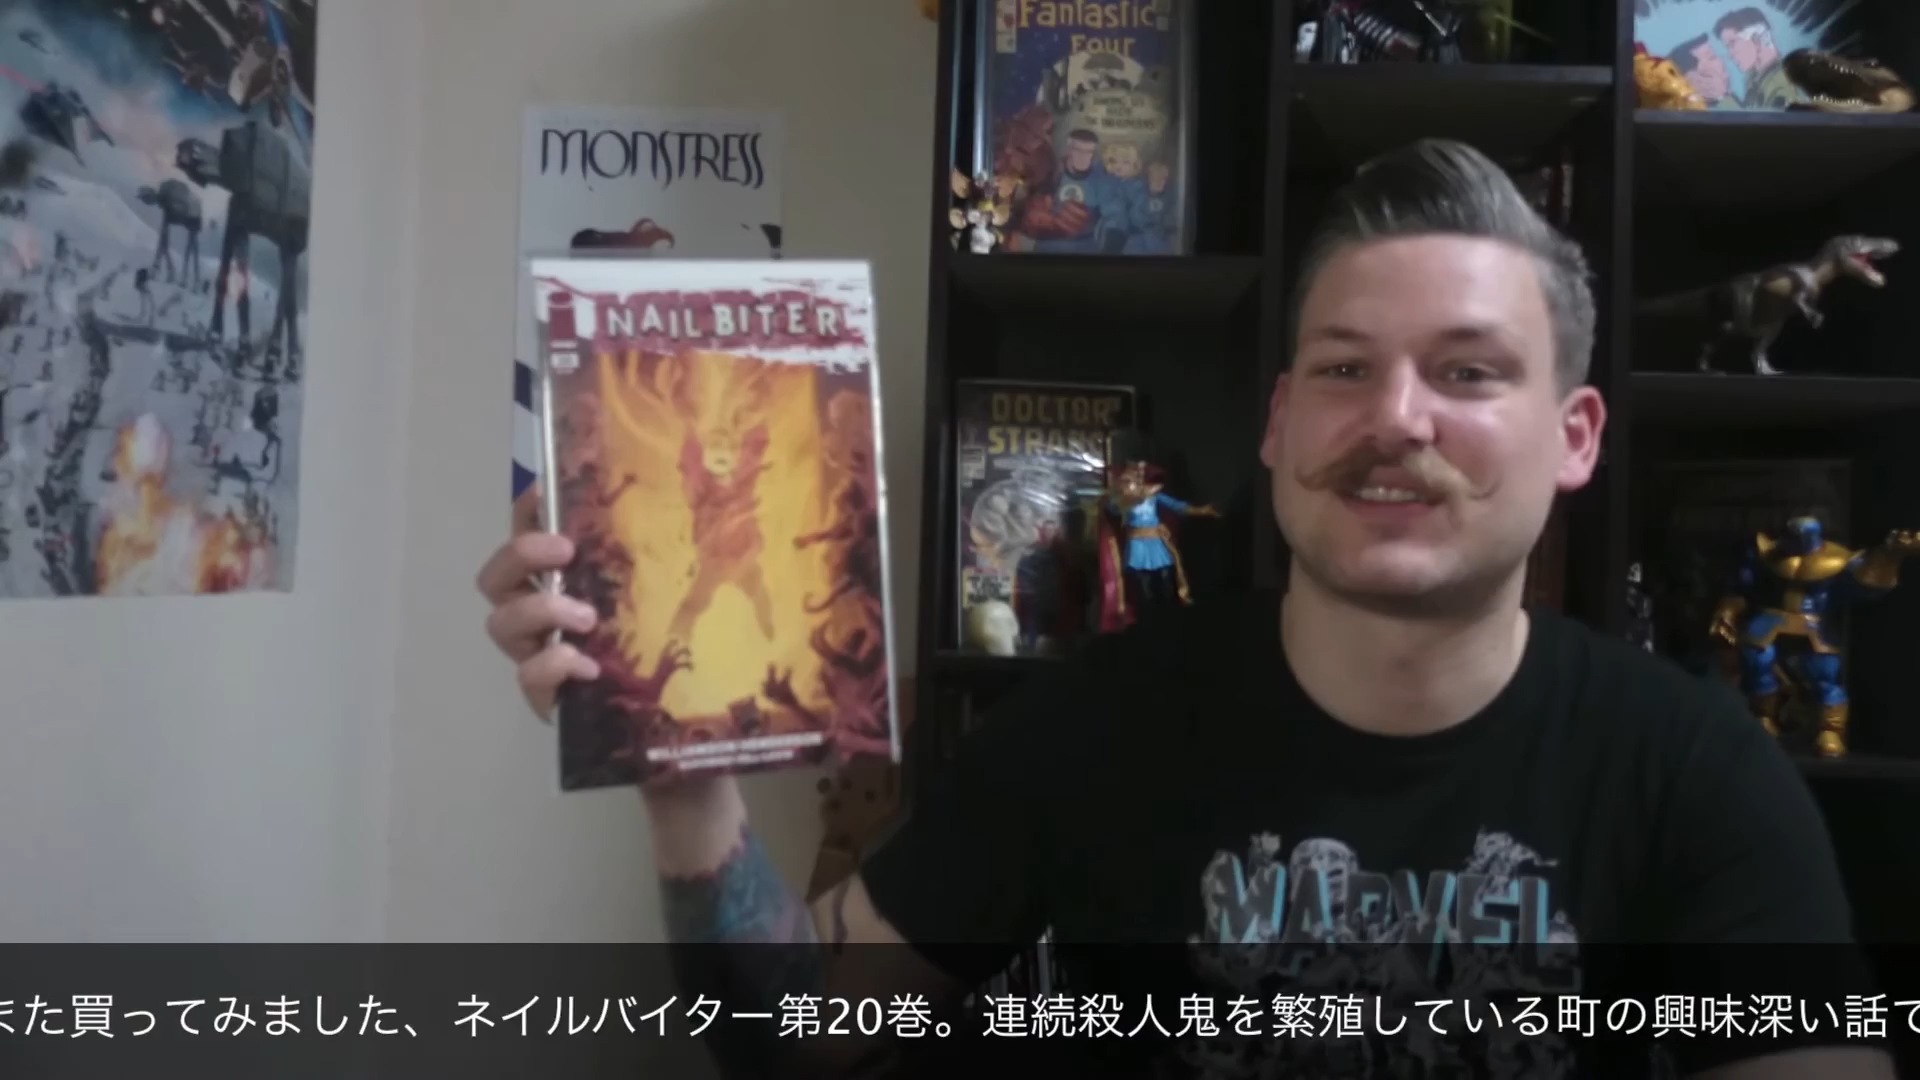 Fantastic
Four
MONSTRESS
NAILBITER
DOCTOR
STRANGE
WILLIAMSON HENDERSON
MARVEL
また買ってみました、ネイルバイター第20巻。連続殺人鬼を繁殖している町の興味深い話で